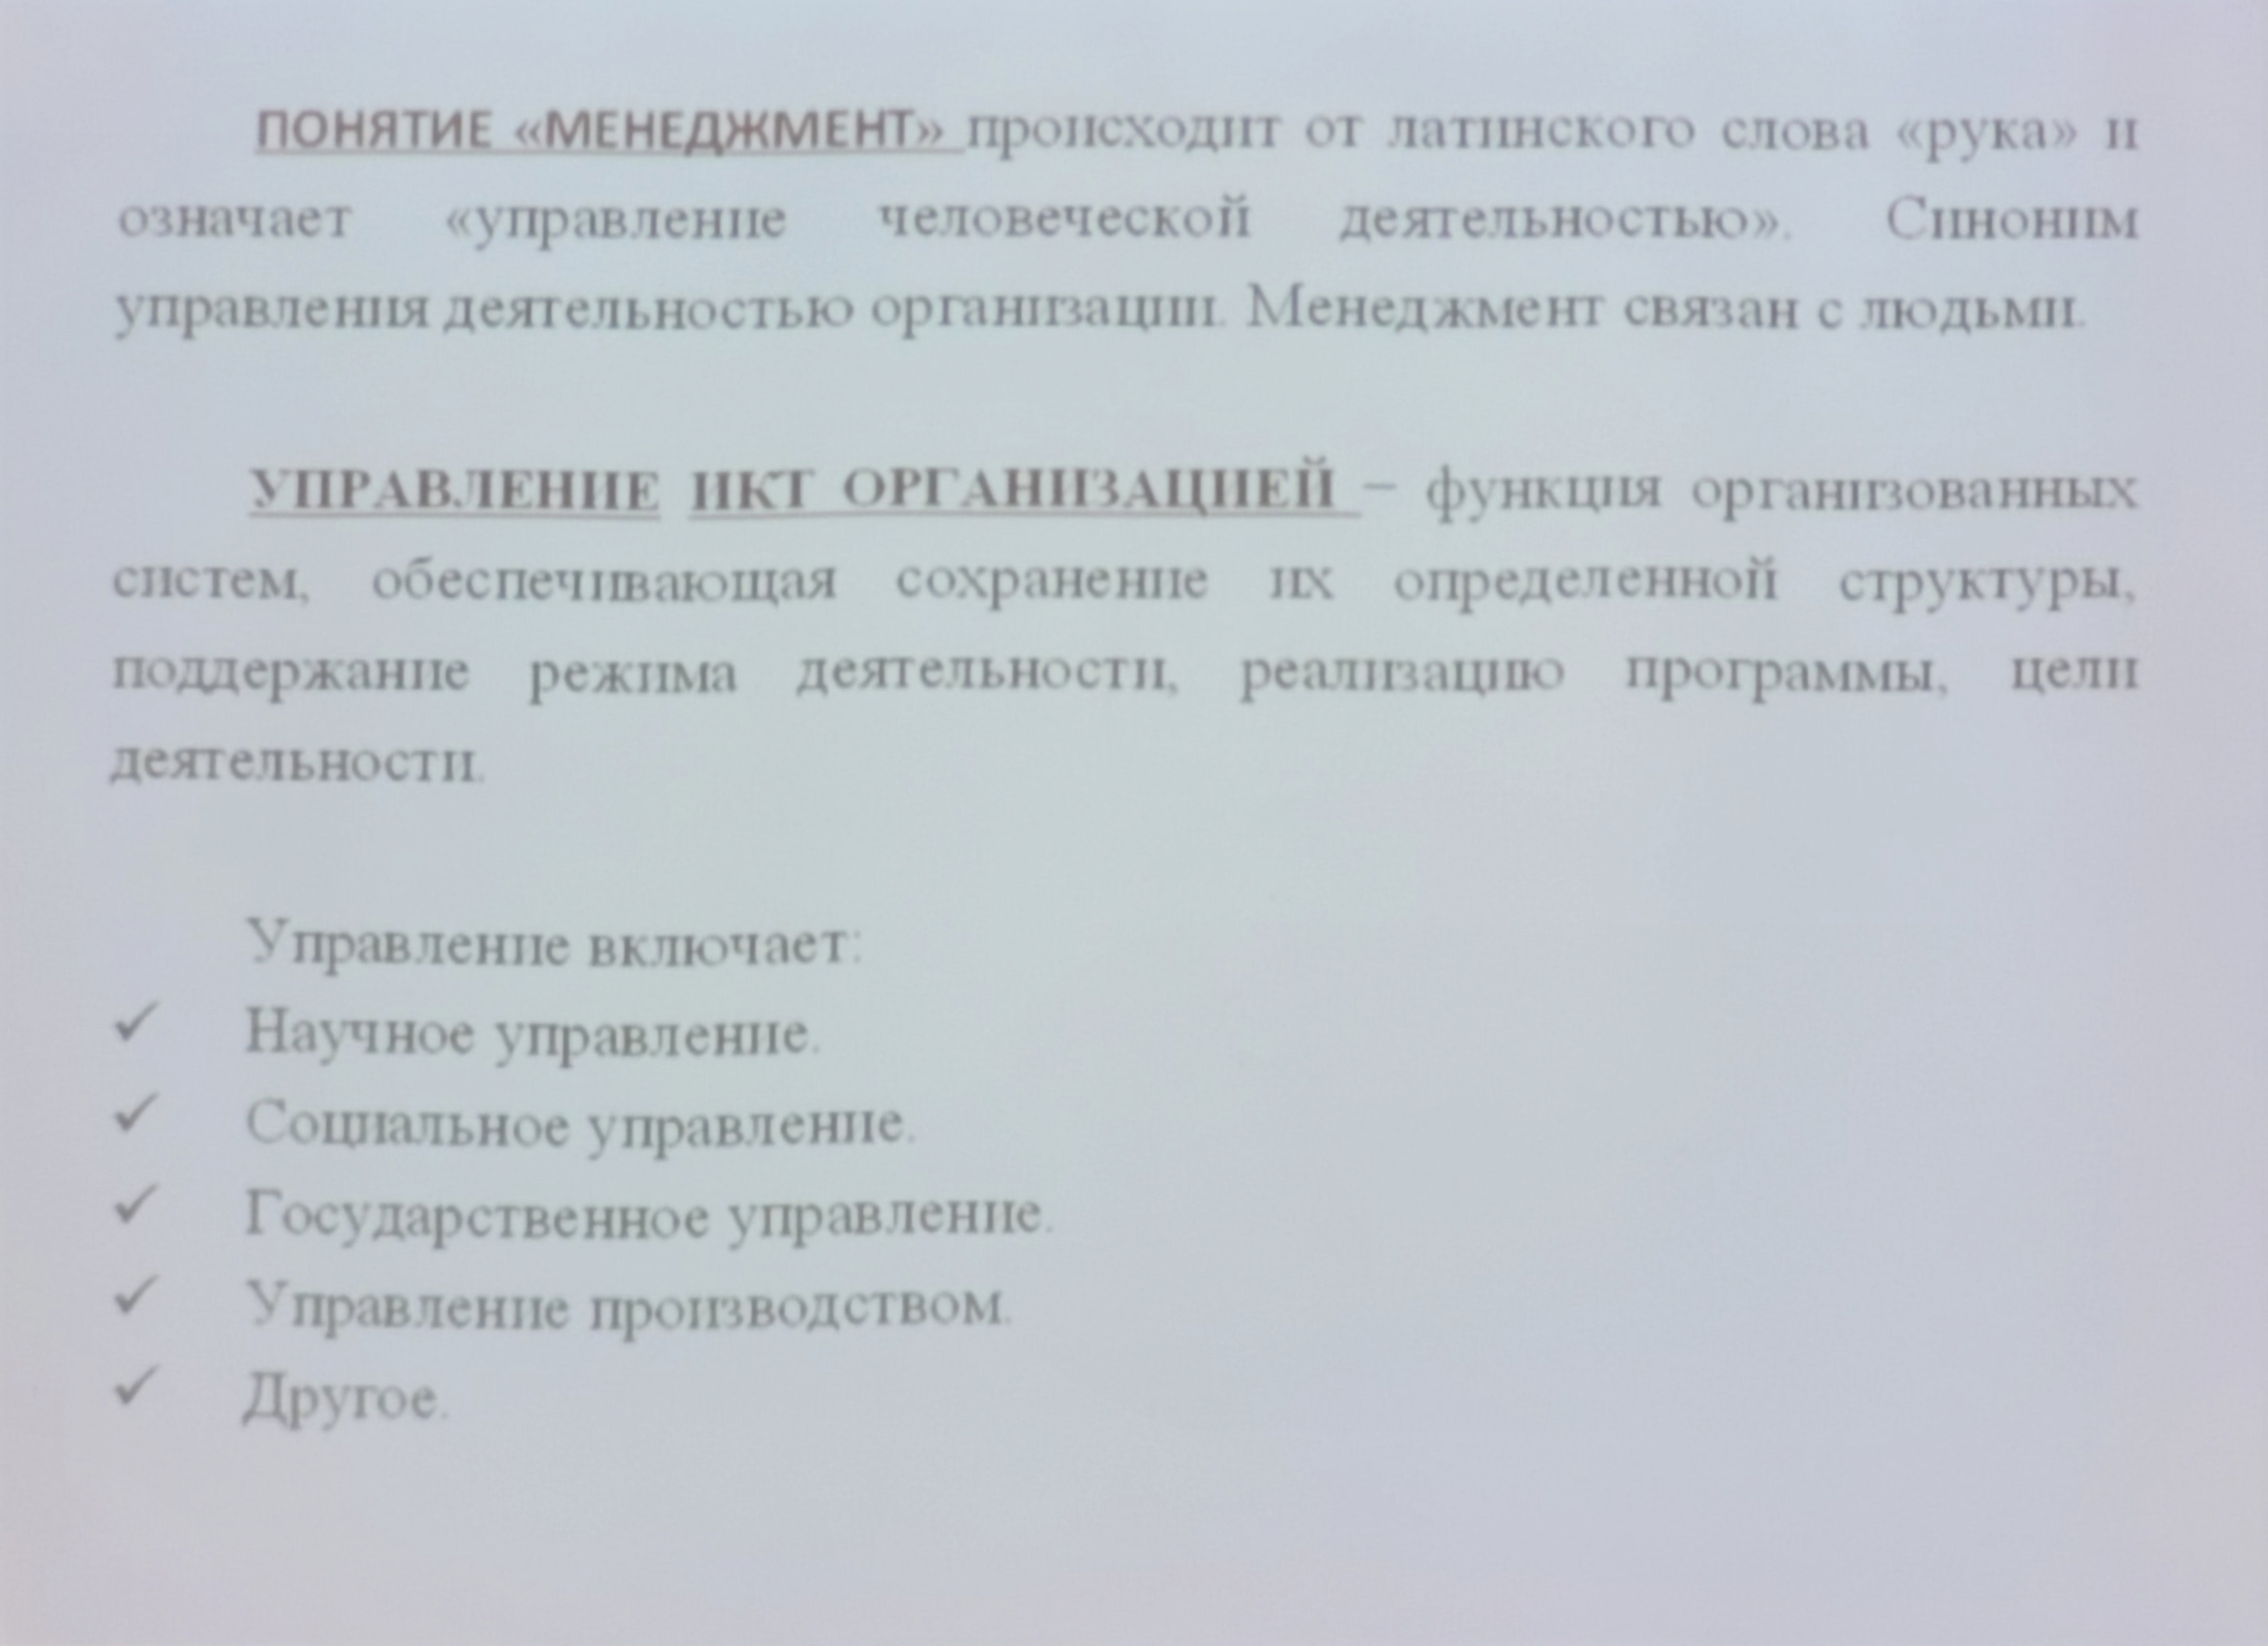 ПОНЯТИЕ «МЕНЕДЖМЕНТ» происходит от латинского слова «рука» и
означает «управление человеческой деятельностью». Синоним
управления деятельностью организации. Менеджмент связан с людьми.
УПРАВЛЕНИЕ ИКТ ОРГАНИЗАЦИЕЙ – функция организованных
систем, обеспечивающая сохранение их определенной структуры,
поддержание режима деятельности, реализацию программы, цели
деятельности.
Управление включает:
✓ Научное управление.
✓ Социальное управление.
✓ Государственное управление.
✓ Управление производством.
✓ Другое.